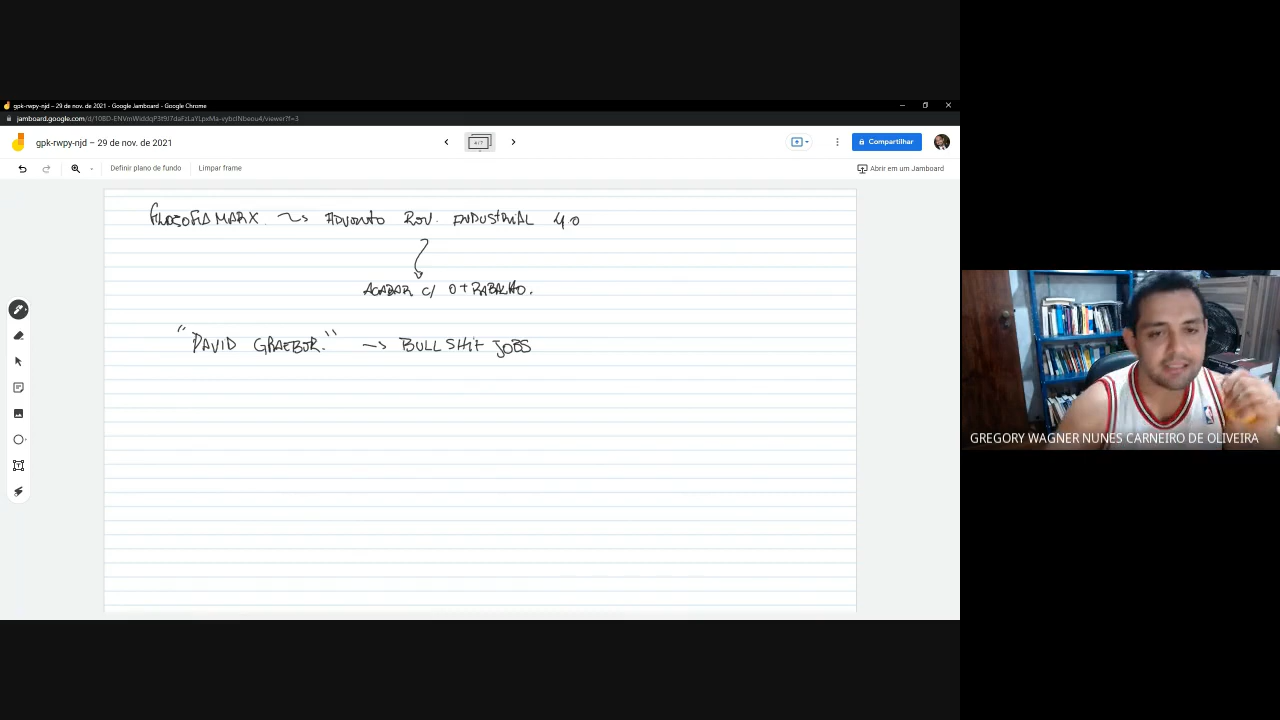 gpk-rwpy-njd – 29 de nov. de 2021 - Google Jamboard - Google Chrome
gpk-rwpy-njd – 29 de nov. de 2021
4/7
Compartilhar
Definir plano de fundo
Limpar frame
Abrir em um Jamboard
FILOSOFIA MARX ~> ADVENTO REV. INDUSTRIAL 4.0
ACABAR C/ O TRABALHO.
"DAVID GRAEBER." -> BULLSHIT JOBS
GREGORY WAGNER NUNES CARNEIRO DE OLIVEIRA